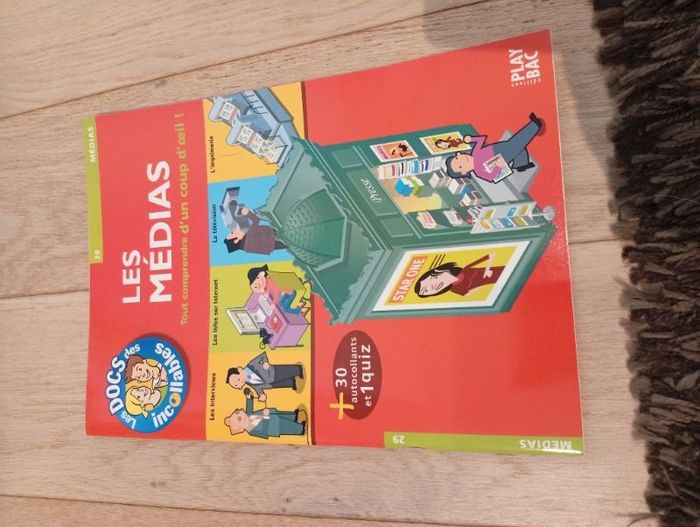 MÉDIAS
29
LES
MÉDIAS
Tout comprendre d'un coup d'œil !
Les DOCS des
incollables
Les interviews
Les infos sur Internet
La télévision
L'imprimerie
Presse
STAR ONE
+ 30
autocollants
et 1 quiz
PLAY
BAC
29
MÉDIAS